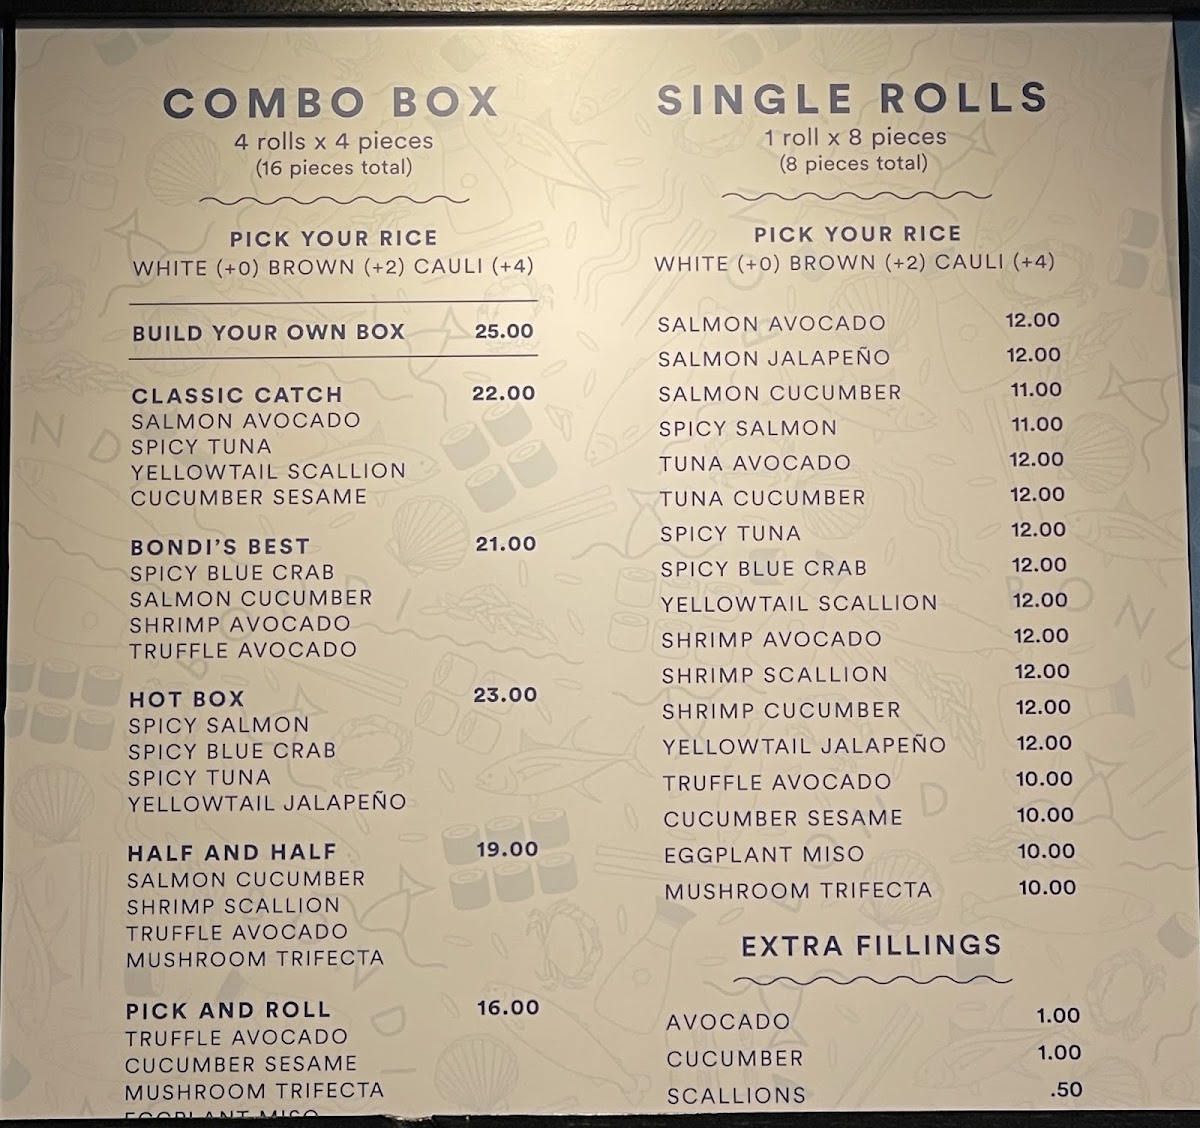 COMBO BOX
4 rolls x 4 pieces
(16 pieces total)
PICK YOUR RICE
WHITE (+0) BROWN (+2) CAULI (+4)
BUILD YOUR OWN BOX 25.00
CLASSIC CATCH 22.00
SALMON AVOCADO
SPICY TUNA
YELLOWTAIL SCALLION
CUCUMBER SESAME
BONDI'S BEST 21.00
SPICY BLUE CRAB
SALMON CUCUMBER
SHRIMP AVOCADO
TRUFFLE AVOCADO
HOT BOX 23.00
SPICY SALMON
SPICY BLUE CRAB
SPICY TUNA
YELLOWTAIL JALAPEÑO
HALF AND HALF 19.00
SALMON CUCUMBER
SHRIMP SCALLION
TRUFFLE AVOCADO
MUSHROOM TRIFECTA
PICK AND ROLL 16.00
TRUFFLE AVOCADO
CUCUMBER SESAME
MUSHROOM TRIFECTA
EGGPLANT MISO
SINGLE ROLLS
1 roll x 8 pieces
(8 pieces total)
PICK YOUR RICE
WHITE (+0) BROWN (+2) CAULI (+4)
SALMON AVOCADO 12.00
SALMON JALAPEÑO 12.00
SALMON CUCUMBER 11.00
SPICY SALMON 11.00
TUNA AVOCADO 12.00
TUNA CUCUMBER 12.00
SPICY TUNA 12.00
SPICY BLUE CRAB 12.00
YELLOWTAIL SCALLION 12.00
SHRIMP AVOCADO 12.00
SHRIMP SCALLION 12.00
SHRIMP CUCUMBER 12.00
YELLOWTAIL JALAPEÑO 12.00
TRUFFLE AVOCADO 10.00
CUCUMBER SESAME 10.00
EGGPLANT MISO 10.00
MUSHROOM TRIFECTA 10.00
EXTRA FILLINGS
AVOCADO 1.00
CUCUMBER 1.00
SCALLIONS .50